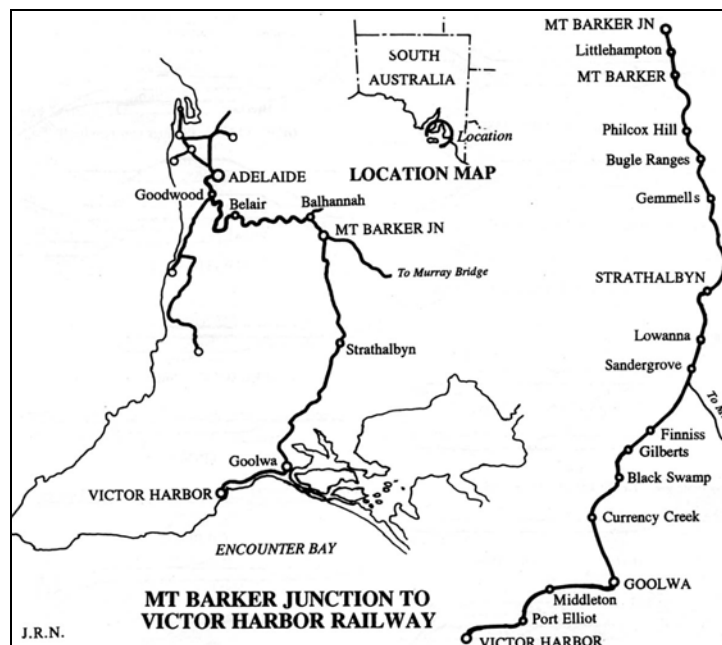 SOUTH
AUSTRALIA
Location
LOCATION MAP
ADELAIDE
Goodwood
Belair
Balhannah
MT BARKER JN
To Murray Bridge
Strathalbyn
Goolwa
VICTOR HARBOR
ENCOUNTER BAY
MT BARKER JUNCTION TO
VICTOR HARBOR RAILWAY
J.R.N.
MT BARKER JN
Littlehampton
MT BARKER
Philcox Hill
Bugle Ranges
Gemmells
STRATHALBYN
Lowanna
Sandergrove
To
Finniss
Gilberts
Black Swamp
Currency Creek
GOOLWA
Middleton
Port Elliot
VICTOR HARBOR